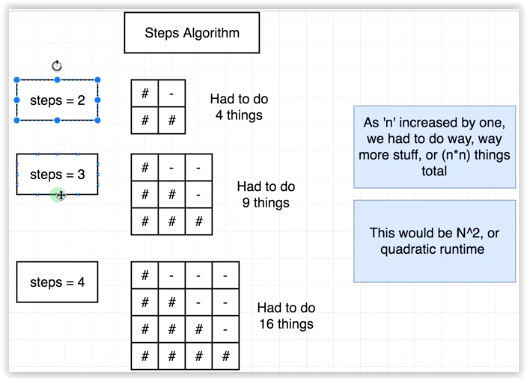 Steps Algorithm
steps = 2
# -
# #
Had to do
4 things
steps = 3
# - -
# # -
# # #
Had to do
9 things
steps = 4
# - - -
# # - -
# # # -
# # # #
Had to do
16 things
As 'n' increased by one,
we had to do way, way
more stuff, or (n*n) things
total
This would be N^2, or
quadratic runtime